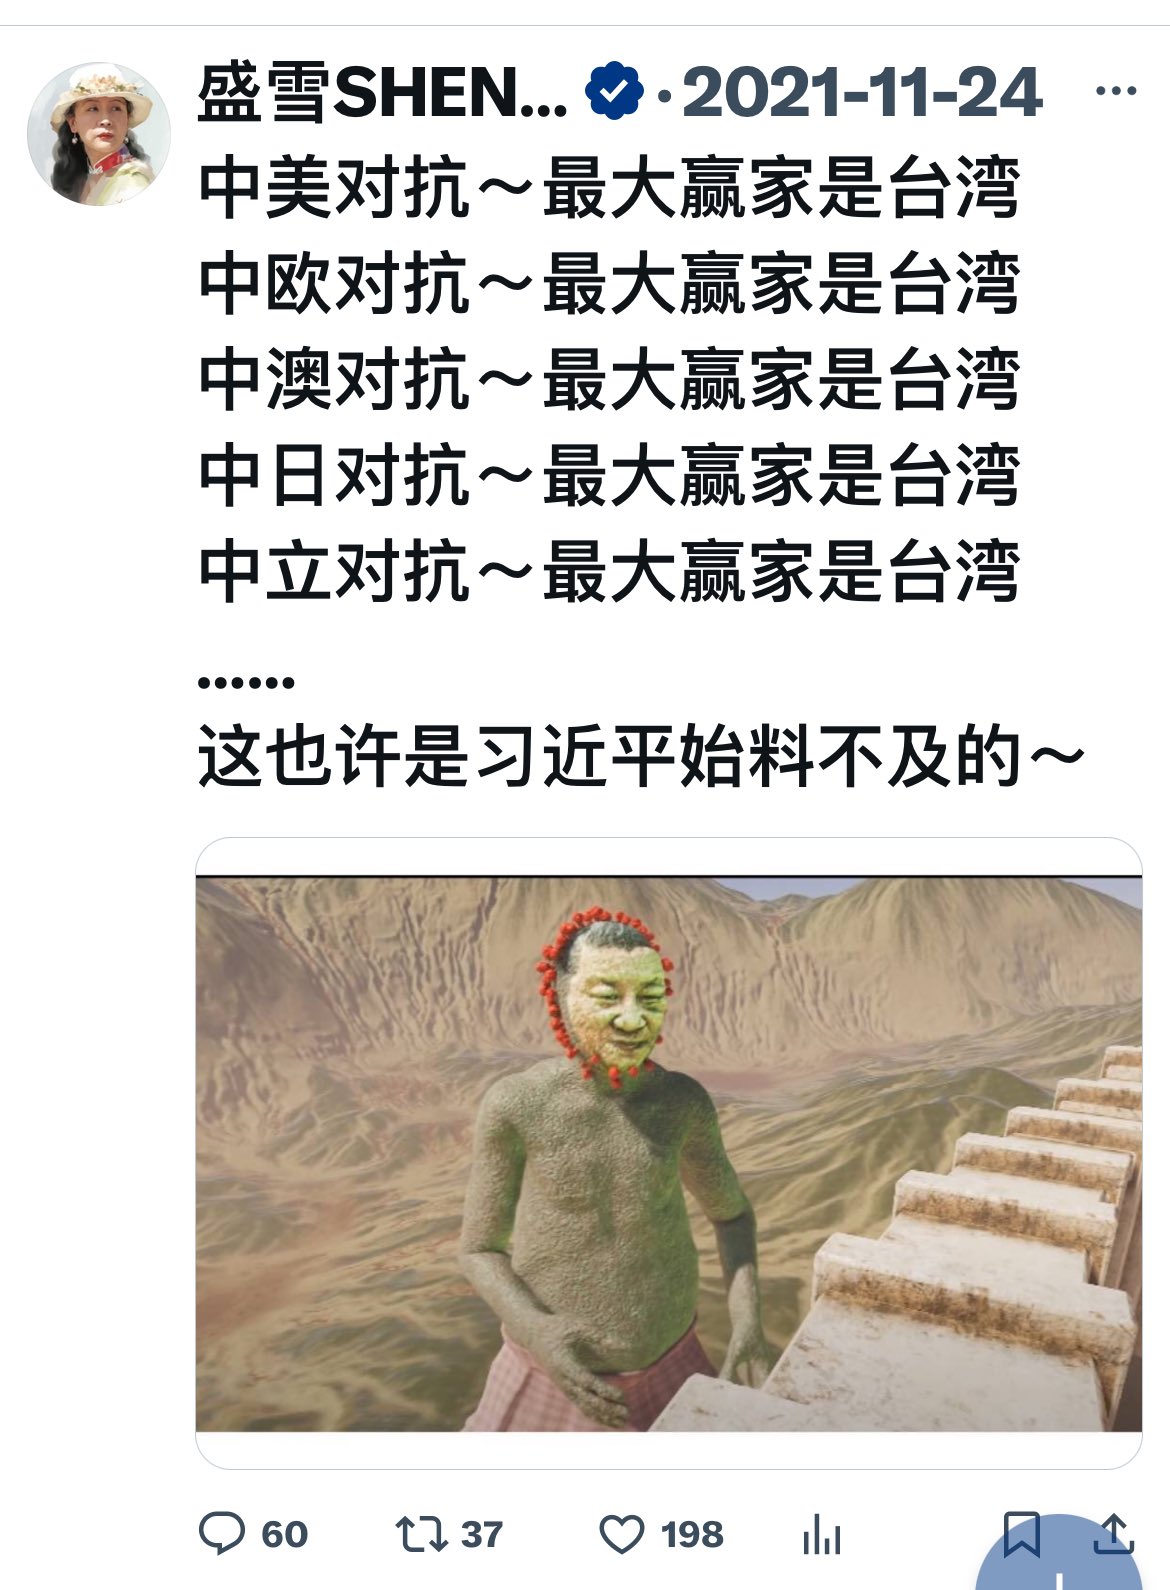 盛雪SHEN... · 2021-11-24
中美对抗～最大赢家是台湾
中欧对抗～最大赢家是台湾
中澳对抗～最大赢家是台湾
中日对抗～最大赢家是台湾
中立对抗～最大赢家是台湾
......
这也许是习近平始料不及的～
60 37 198